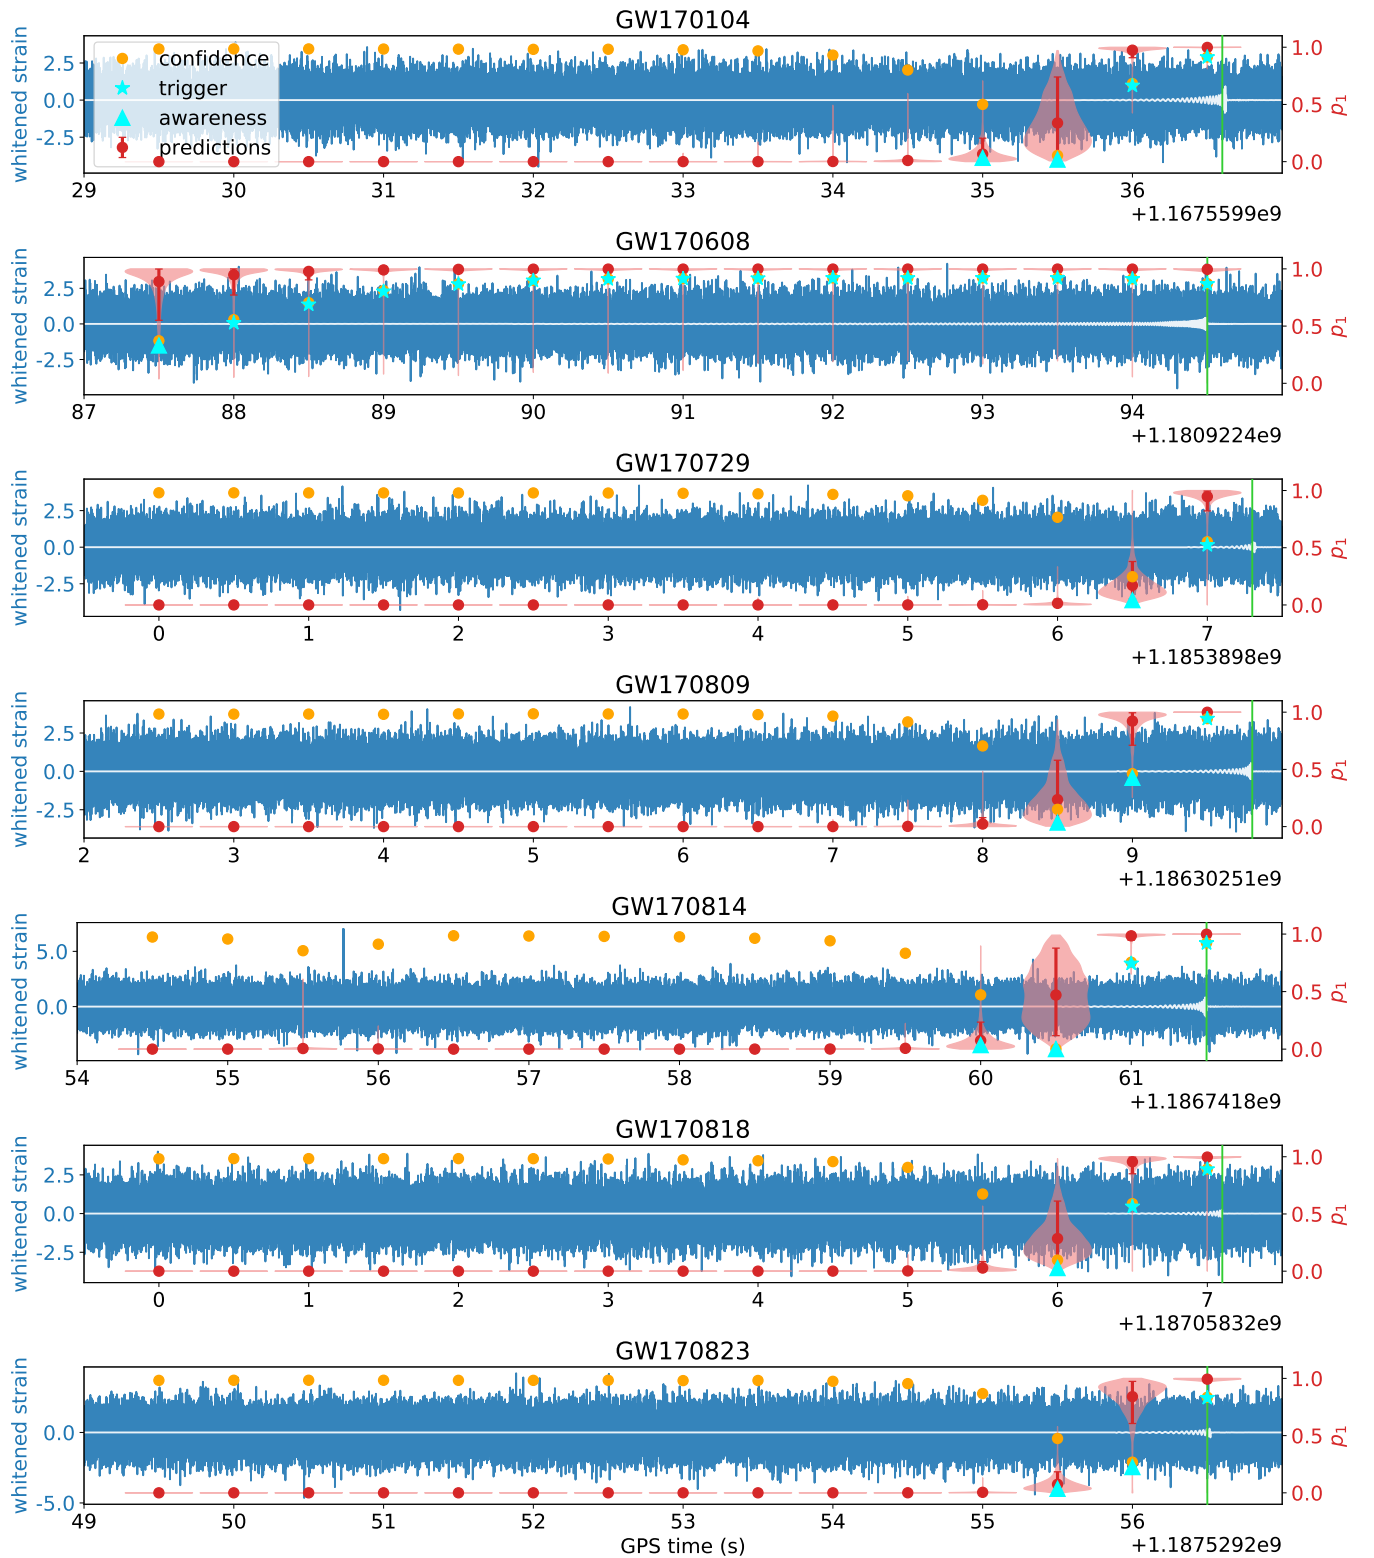 GW170104
whitened strain
2.5
0.0
-2.5
confidence
trigger
awareness
predictions
1.0
0.5
0.0
p1
29 30 31 32 33 34 35 36
+1.1675599e9
GW170608
whitened strain
2.5
0.0
-2.5
1.0
0.5
0.0
p1
87 88 89 90 91 92 93 94
+1.1809224e9
GW170729
whitened strain
2.5
0.0
-2.5
1.0
0.5
0.0
p1
0 1 2 3 4 5 6 7
+1.1853898e9
GW170809
whitened strain
2.5
0.0
-2.5
1.0
0.5
0.0
p1
2 3 4 5 6 7 8 9
+1.18630251e9
GW170814
whitened strain
5.0
0.0
1.0
0.5
0.0
p1
54 55 56 57 58 59 60 61
+1.1867418e9
GW170818
whitened strain
2.5
0.0
-2.5
1.0
0.5
0.0
p1
0 1 2 3 4 5 6 7
+1.18705832e9
GW170823
whitened strain
0.0
-5.0
1.0
0.5
0.0
p1
49 50 51 52 53 54 55 56
GPS time (s)
+1.1875292e9